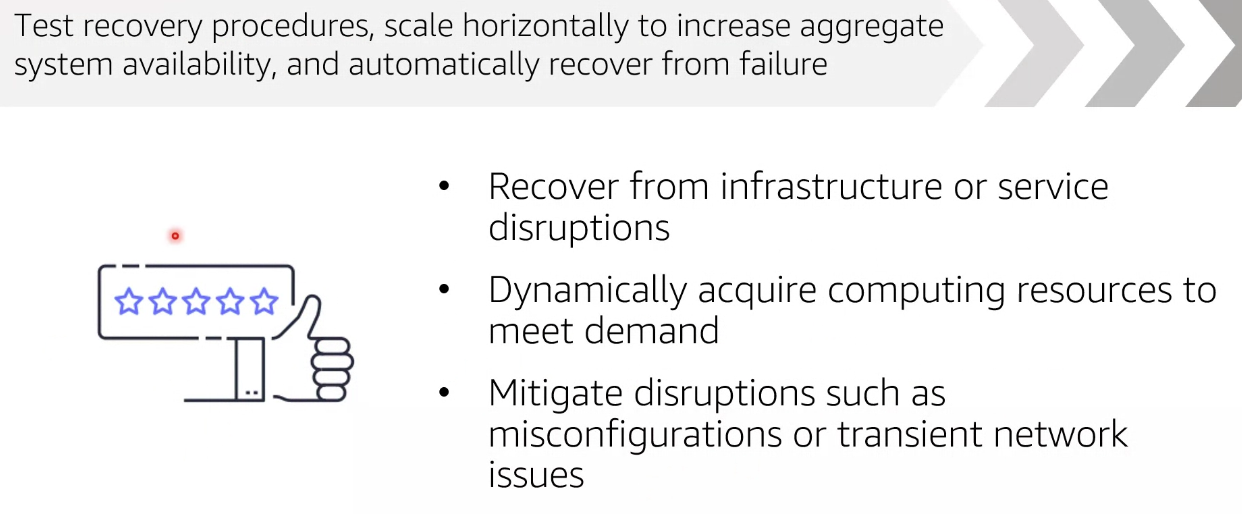 Test recovery procedures, scale horizontally to increase aggregate
system availability, and automatically recover from failure
• Recover from infrastructure or service
disruptions
• Dynamically acquire computing resources to
meet demand
• Mitigate disruptions such as
misconfigurations or transient network
issues